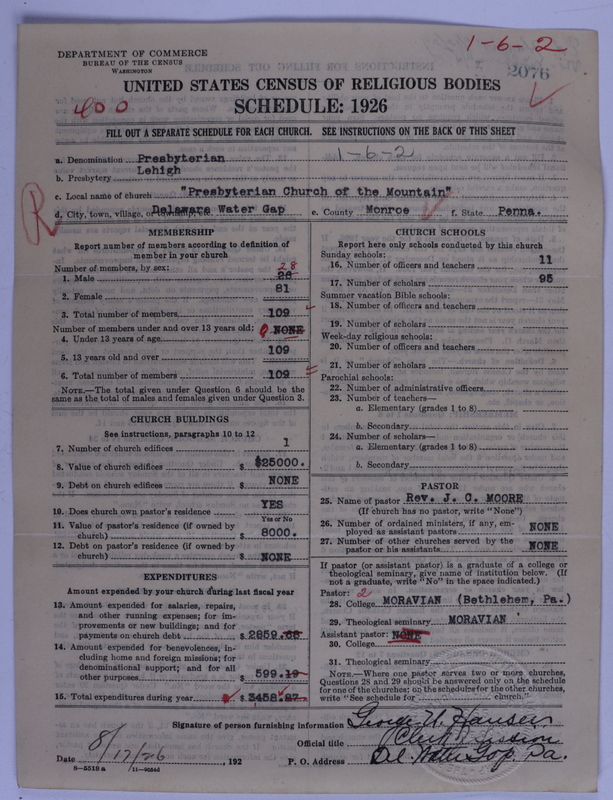 1-6-2
2076
DEPARTMENT OF COMMERCE
BUREAU OF THE CENSUS
WASHINGTON
UNITED STATES CENSUS OF RELIGIOUS BODIES
400
SCHEDULE: 1926
FILL OUT A SEPARATE SCHEDULE FOR EACH CHURCH. SEE INSTRUCTIONS ON THE BACK OF THIS SHEET
a. Denomination Presbyterian 1-6-2
b. Presbytery Lehigh
c. Local name of church "Presbyterian Church of the Mountain"
R
d. City, town, village, or Delaware Water Gap e. County Monroe f. State Penna.
MEMBERSHIP
Report number of members according to definition of
member in your church
Number of members, by sex: 28
1. Male 28
2. Female 81
3. Total number of members 109
Number of members under and over 13 years old:
4. Under 13 years of age 0 NONE
5. 13 years old and over 109
6. Total number of members 109
NOTE.—The total given under Question 6 should be the
same as the total of males and females given under Question 3.
CHURCH BUILDINGS
See instructions, paragraphs 10 to 12
7. Number of church edifices 1
8. Value of church edifices $ $25000.
9. Debt on church edifices $ NONE
10. Does church own pastor's residence? YES
Yes or No
11. Value of pastor's residence (if owned by
church) $ 8000.
12. Debt on pastor's residence (if owned by
church) $ NONE
EXPENDITURES
Amount expended by your church during last fiscal year
13. Amount expended for salaries, repairs,
and other running expenses; for im-
provements or new buildings; and for
payments on church debt $ 2859.68
14. Amount expended for benevolences, in-
cluding home and foreign missions; for
denominational support; and for all
other purposes $ 599.19
15. Total expenditures during year $ 3458.87
CHURCH SCHOOLS
Report here only schools conducted by this church
Sunday schools:
16. Number of officers and teachers 11
17. Number of scholars 95
Summer vacation Bible schools:
18. Number of officers and teachers
19. Number of scholars
Week-day religious schools:
20. Number of officers and teachers
21. Number of scholars
Parochial schools:
22. Number of administrative officers
23. Number of teachers—
a. Elementary (grades 1 to 8)
b. Secondary
24. Number of scholars—
a. Elementary (grades 1 to 8)
b. Secondary
PASTOR
25. Name of pastor Rev. J. C. MOORE
(If church has no pastor, write "None")
26. Number of ordained ministers, if any, em-
ployed as assistant pastors NONE
27. Number of other churches served by the
pastor or his assistants NONE
If pastor (or assistant pastor) is a graduate of a college or
theological seminary, give name of institution below. (If
not a graduate, write "No" in the space indicated.)
Pastor: 2
28. College MORAVIAN (Bethlehem, Pa.)
29. Theological seminary MORAVIAN
Assistant pastor: NONE
30. College
31. Theological seminary
NOTE.—Where one pastor serves two or more churches,
Questions 28 and 29 should be answered only on the schedule
for one of the churches; on the schedules for the other churches,
write "See schedule for church."
Signature of person furnishing information George W. Hauser
Official title Clerk Session
Date 8/17/26, 192 P. O. Address Del. Water Gap, Pa.